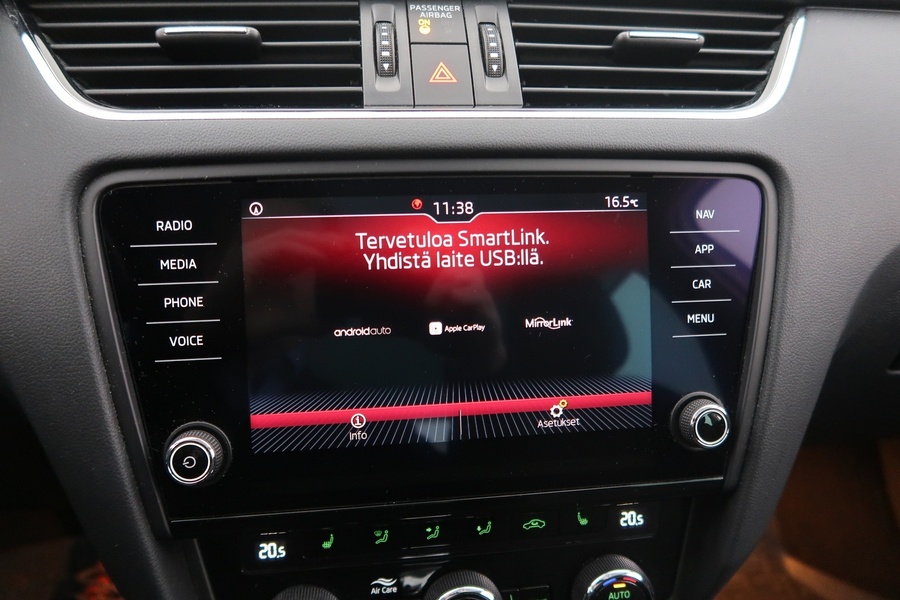 PASSENGER
AIRBAG
ON
RADIO
MEDIA
PHONE
VOICE
11:38
16.5°C
Tervetuloa SmartLink.
Yhdistä laite USB:llä.
androidauto
Apple CarPlay
MirrorLink
Info
Asetukset
NAV
APP
CAR
MENU
20.5
20.5
Air Care
AUTO